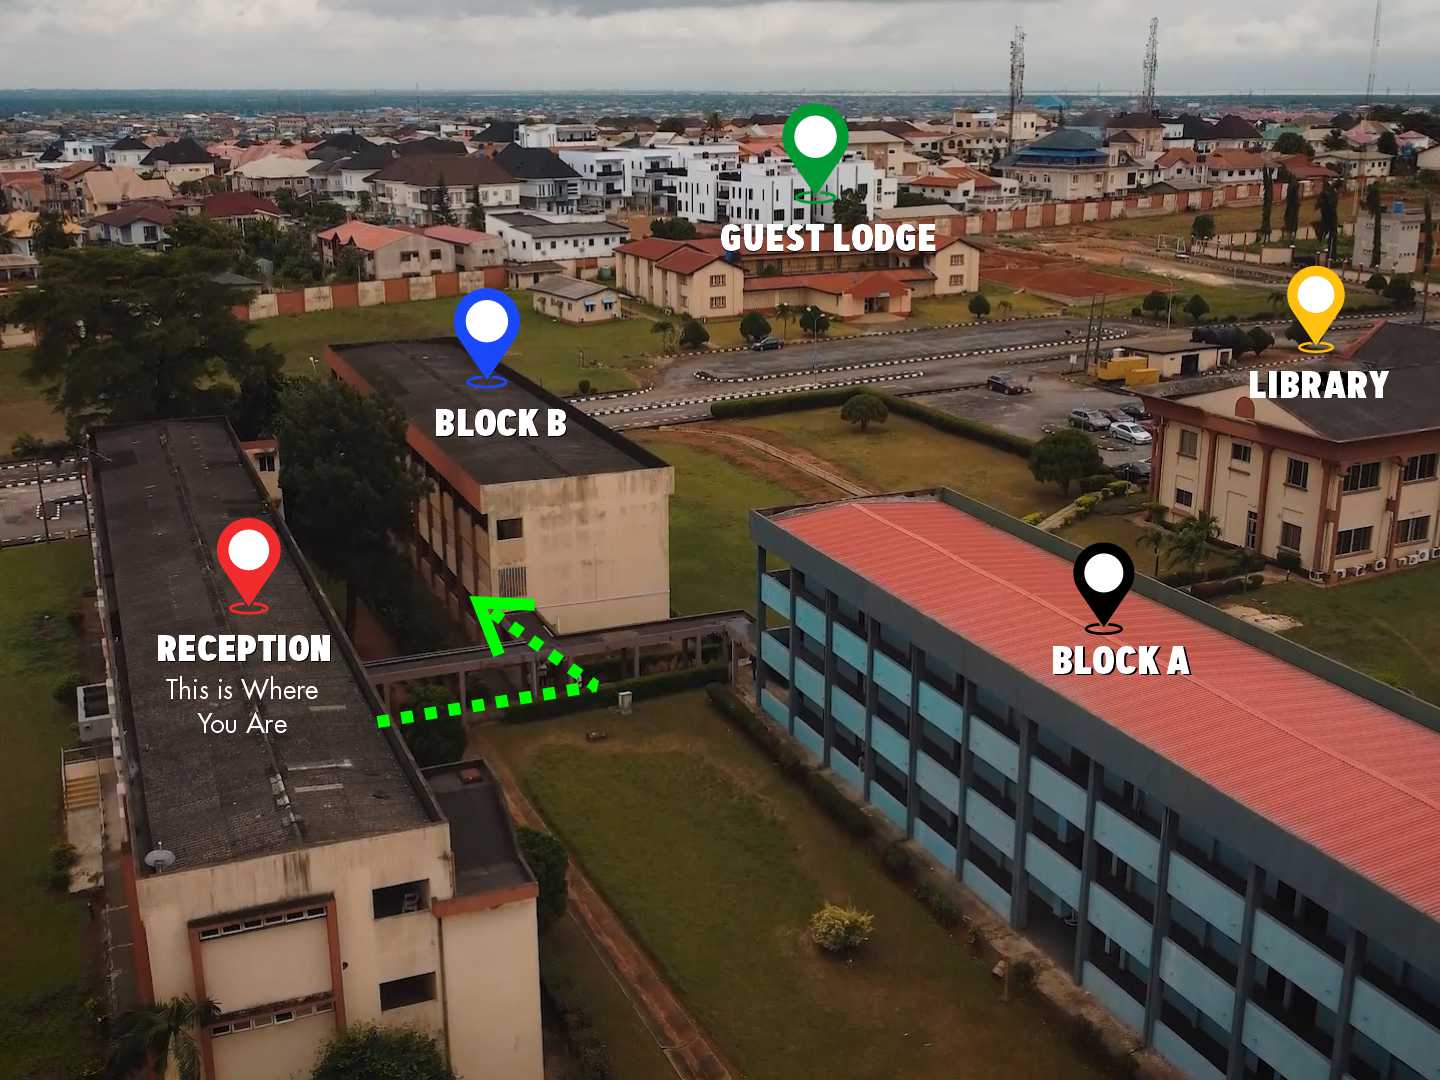 GUEST LODGE
LIBRARY
BLOCK B
RECEPTION
This is Where
You Are
BLOCK A